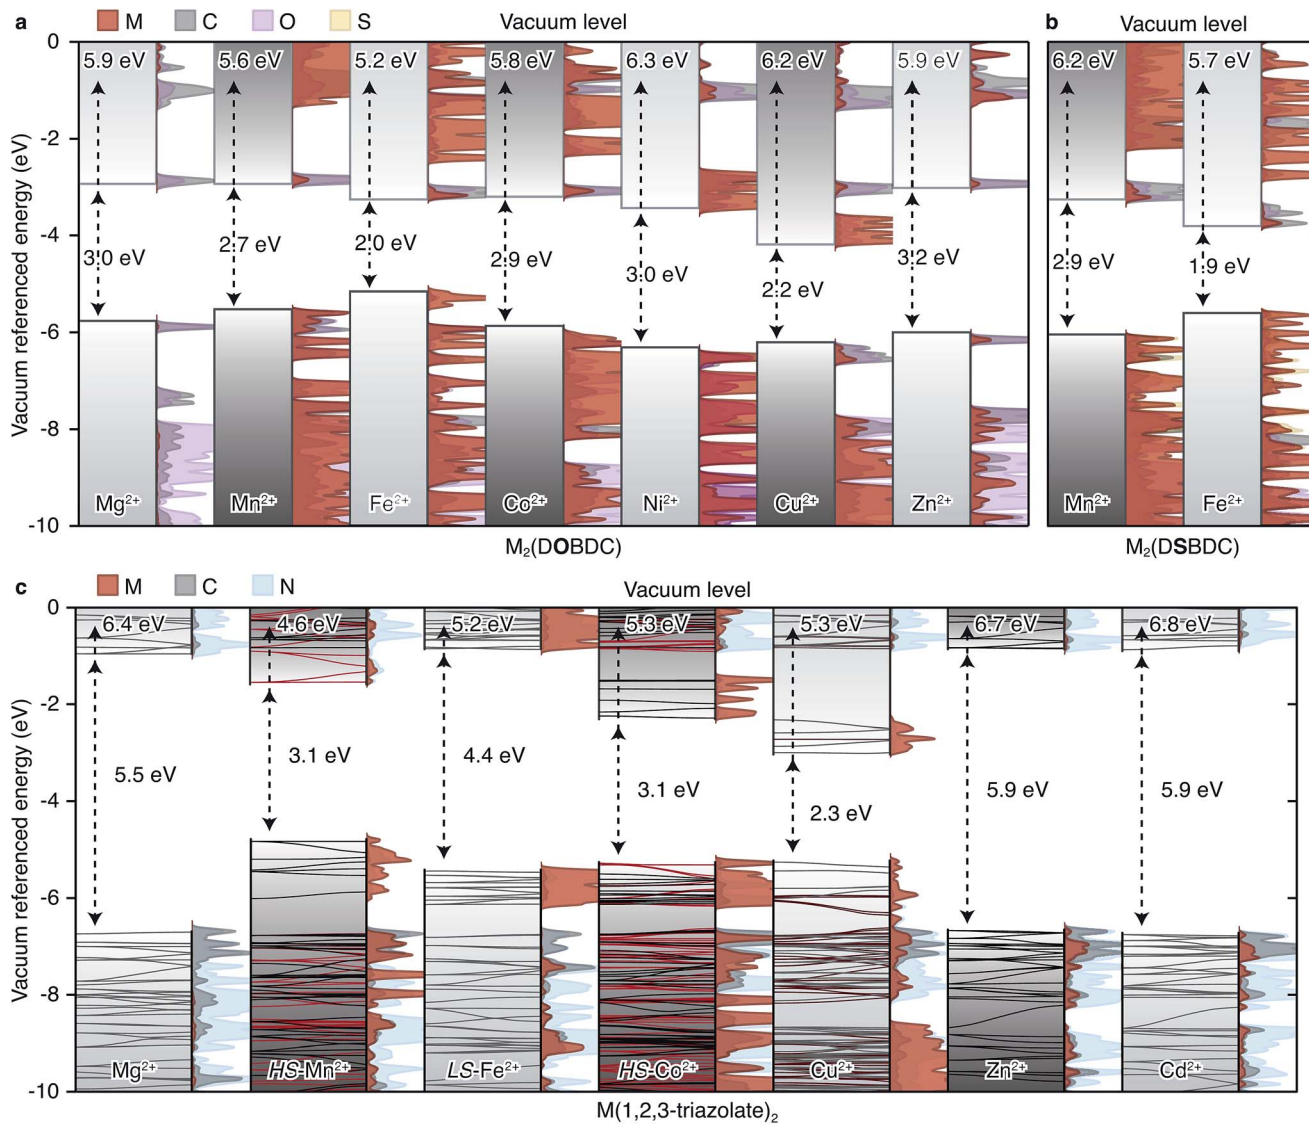 a M C O S Vacuum level
b Vacuum level
Vacuum referenced energy (eV)
0
-2
-4
-6
-8
-10
5.9 eV 5.6 eV 5.2 eV 5.8 eV 6.3 eV 6.2 eV 5.9 eV
3.0 eV 2.7 eV 2.0 eV 2.9 eV 3.0 eV 2.2 eV 3.2 eV
Mg²⁺ Mn²⁺ Fe²⁺ Co²⁺ Ni²⁺ Cu²⁺ Zn²⁺
M₂(DOBDC)
6.2 eV 5.7 eV
2.9 eV 1.9 eV
Mn²⁺ Fe²⁺
M₂(DSBDC)
c M C N Vacuum level
Vacuum referenced energy (eV)
0
-2
-4
-6
-8
-10
6.4 eV 4.6 eV 5.2 eV 5.3 eV 5.3 eV 6.7 eV 6.8 eV
5.5 eV 3.1 eV 4.4 eV 3.1 eV 2.3 eV 5.9 eV 5.9 eV
Mg²⁺ HS-Mn²⁺ LS-Fe²⁺ HS-Co²⁺ Cu²⁺ Zn²⁺ Cd²⁺
M(1,2,3-triazolate)₂